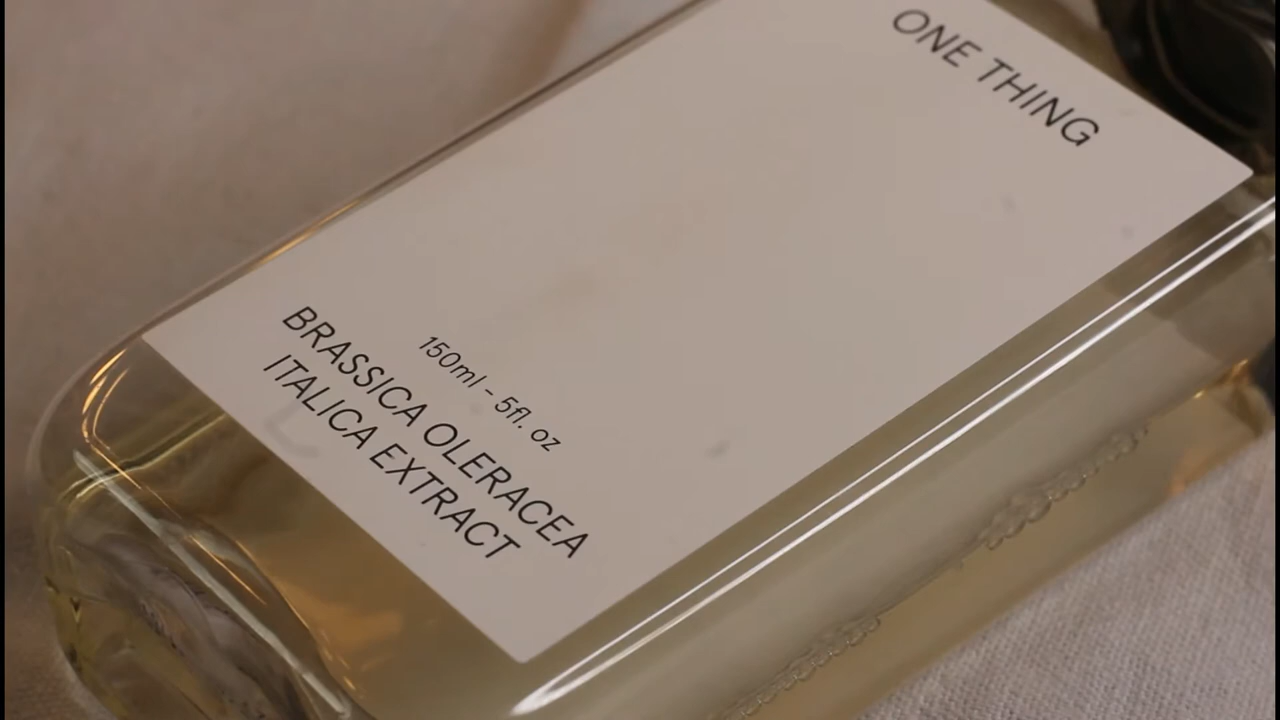 ONE THING
150ml - 5fl. oz
BRASSICA OLERACEA
ITALICA EXTRACT